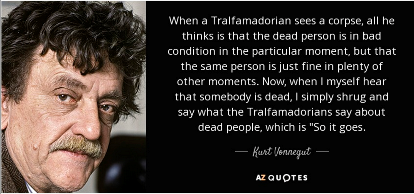 When a Tralfamadorian sees a corpse, all he
thinks is that the dead person is in bad
condition in the particular moment, but that
the same person is just fine in plenty of
other moments. Now, when I myself hear
that somebody is dead, I simply shrug and
say what the Tralfamadorians say about
dead people, which is "So it goes.
Kurt Vonnegut
AZ QUOTES